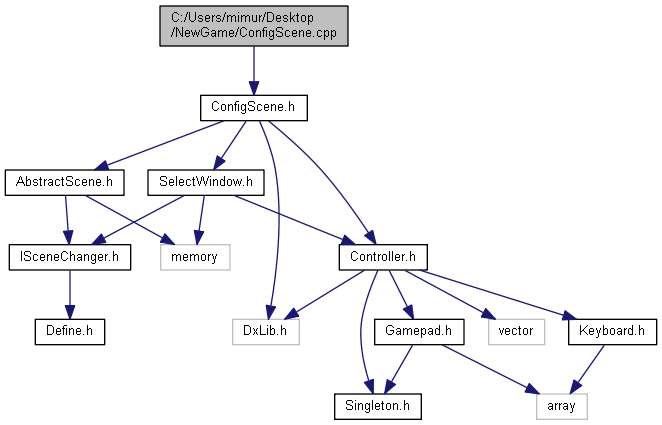 C:/Users/mimur/Desktop
/NewGame/ConfigScene.cpp
ConfigScene.h
AbstractScene.h
SelectWindow.h
ISceneChanger.h
memory
Controller.h
Define.h
DxLib.h
Gamepad.h
vector
Keyboard.h
Singleton.h
array